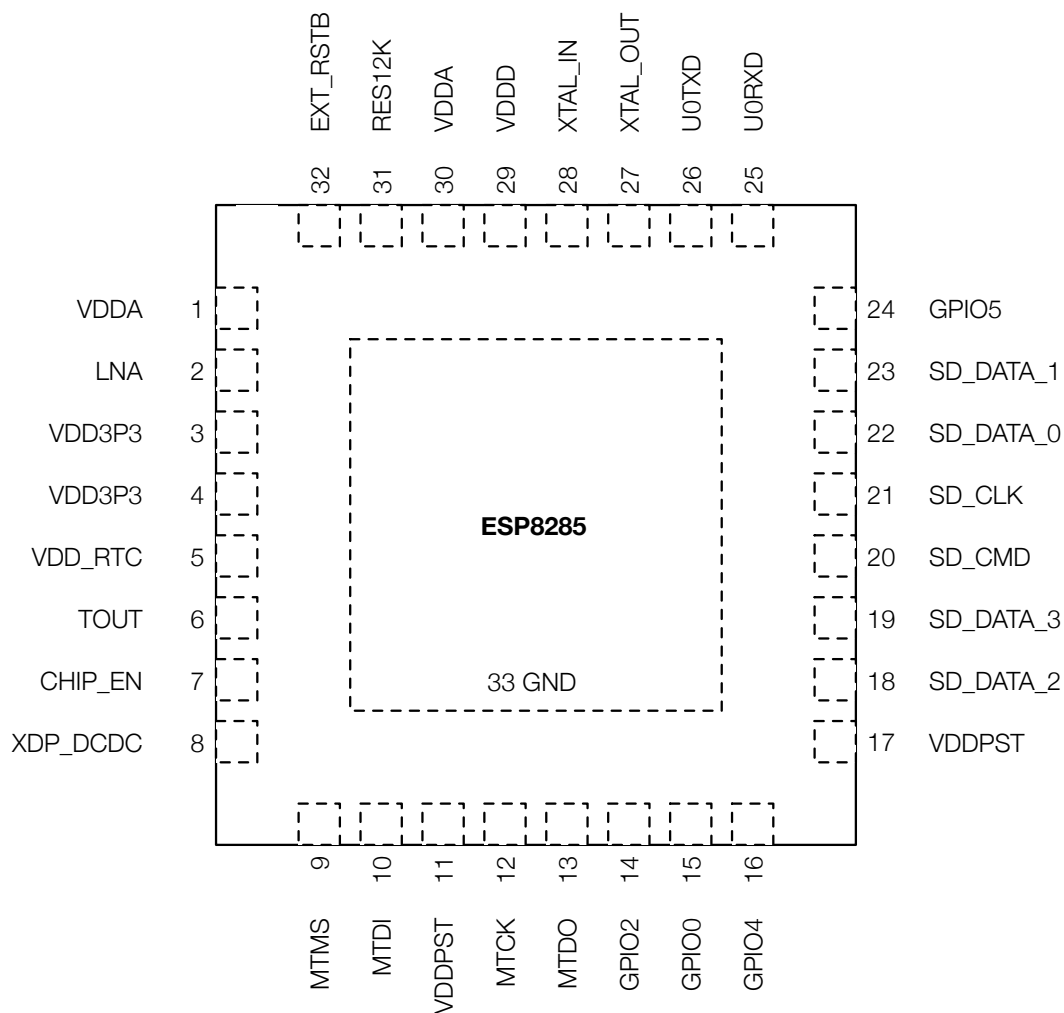 EXT_RSTB
RES12K
VDDA
VDDD
XTAL_IN
XTAL_OUT
U0TXD
U0RXD
32
31
30
29
28
27
26
25
VDDA 1
LNA 2
VDD3P3 3
VDD3P3 4
VDD_RTC 5
TOUT 6
CHIP_EN 7
XDP_DCDC 8
ESP8285
33 GND
24 GPIO5
23 SD_DATA_1
22 SD_DATA_0
21 SD_CLK
20 SD_CMD
19 SD_DATA_3
18 SD_DATA_2
17 VDDPST
9
10
11
12
13
14
15
16
MTMS
MTDI
VDDPST
MTCK
MTDO
GPIO2
GPIO0
GPIO4